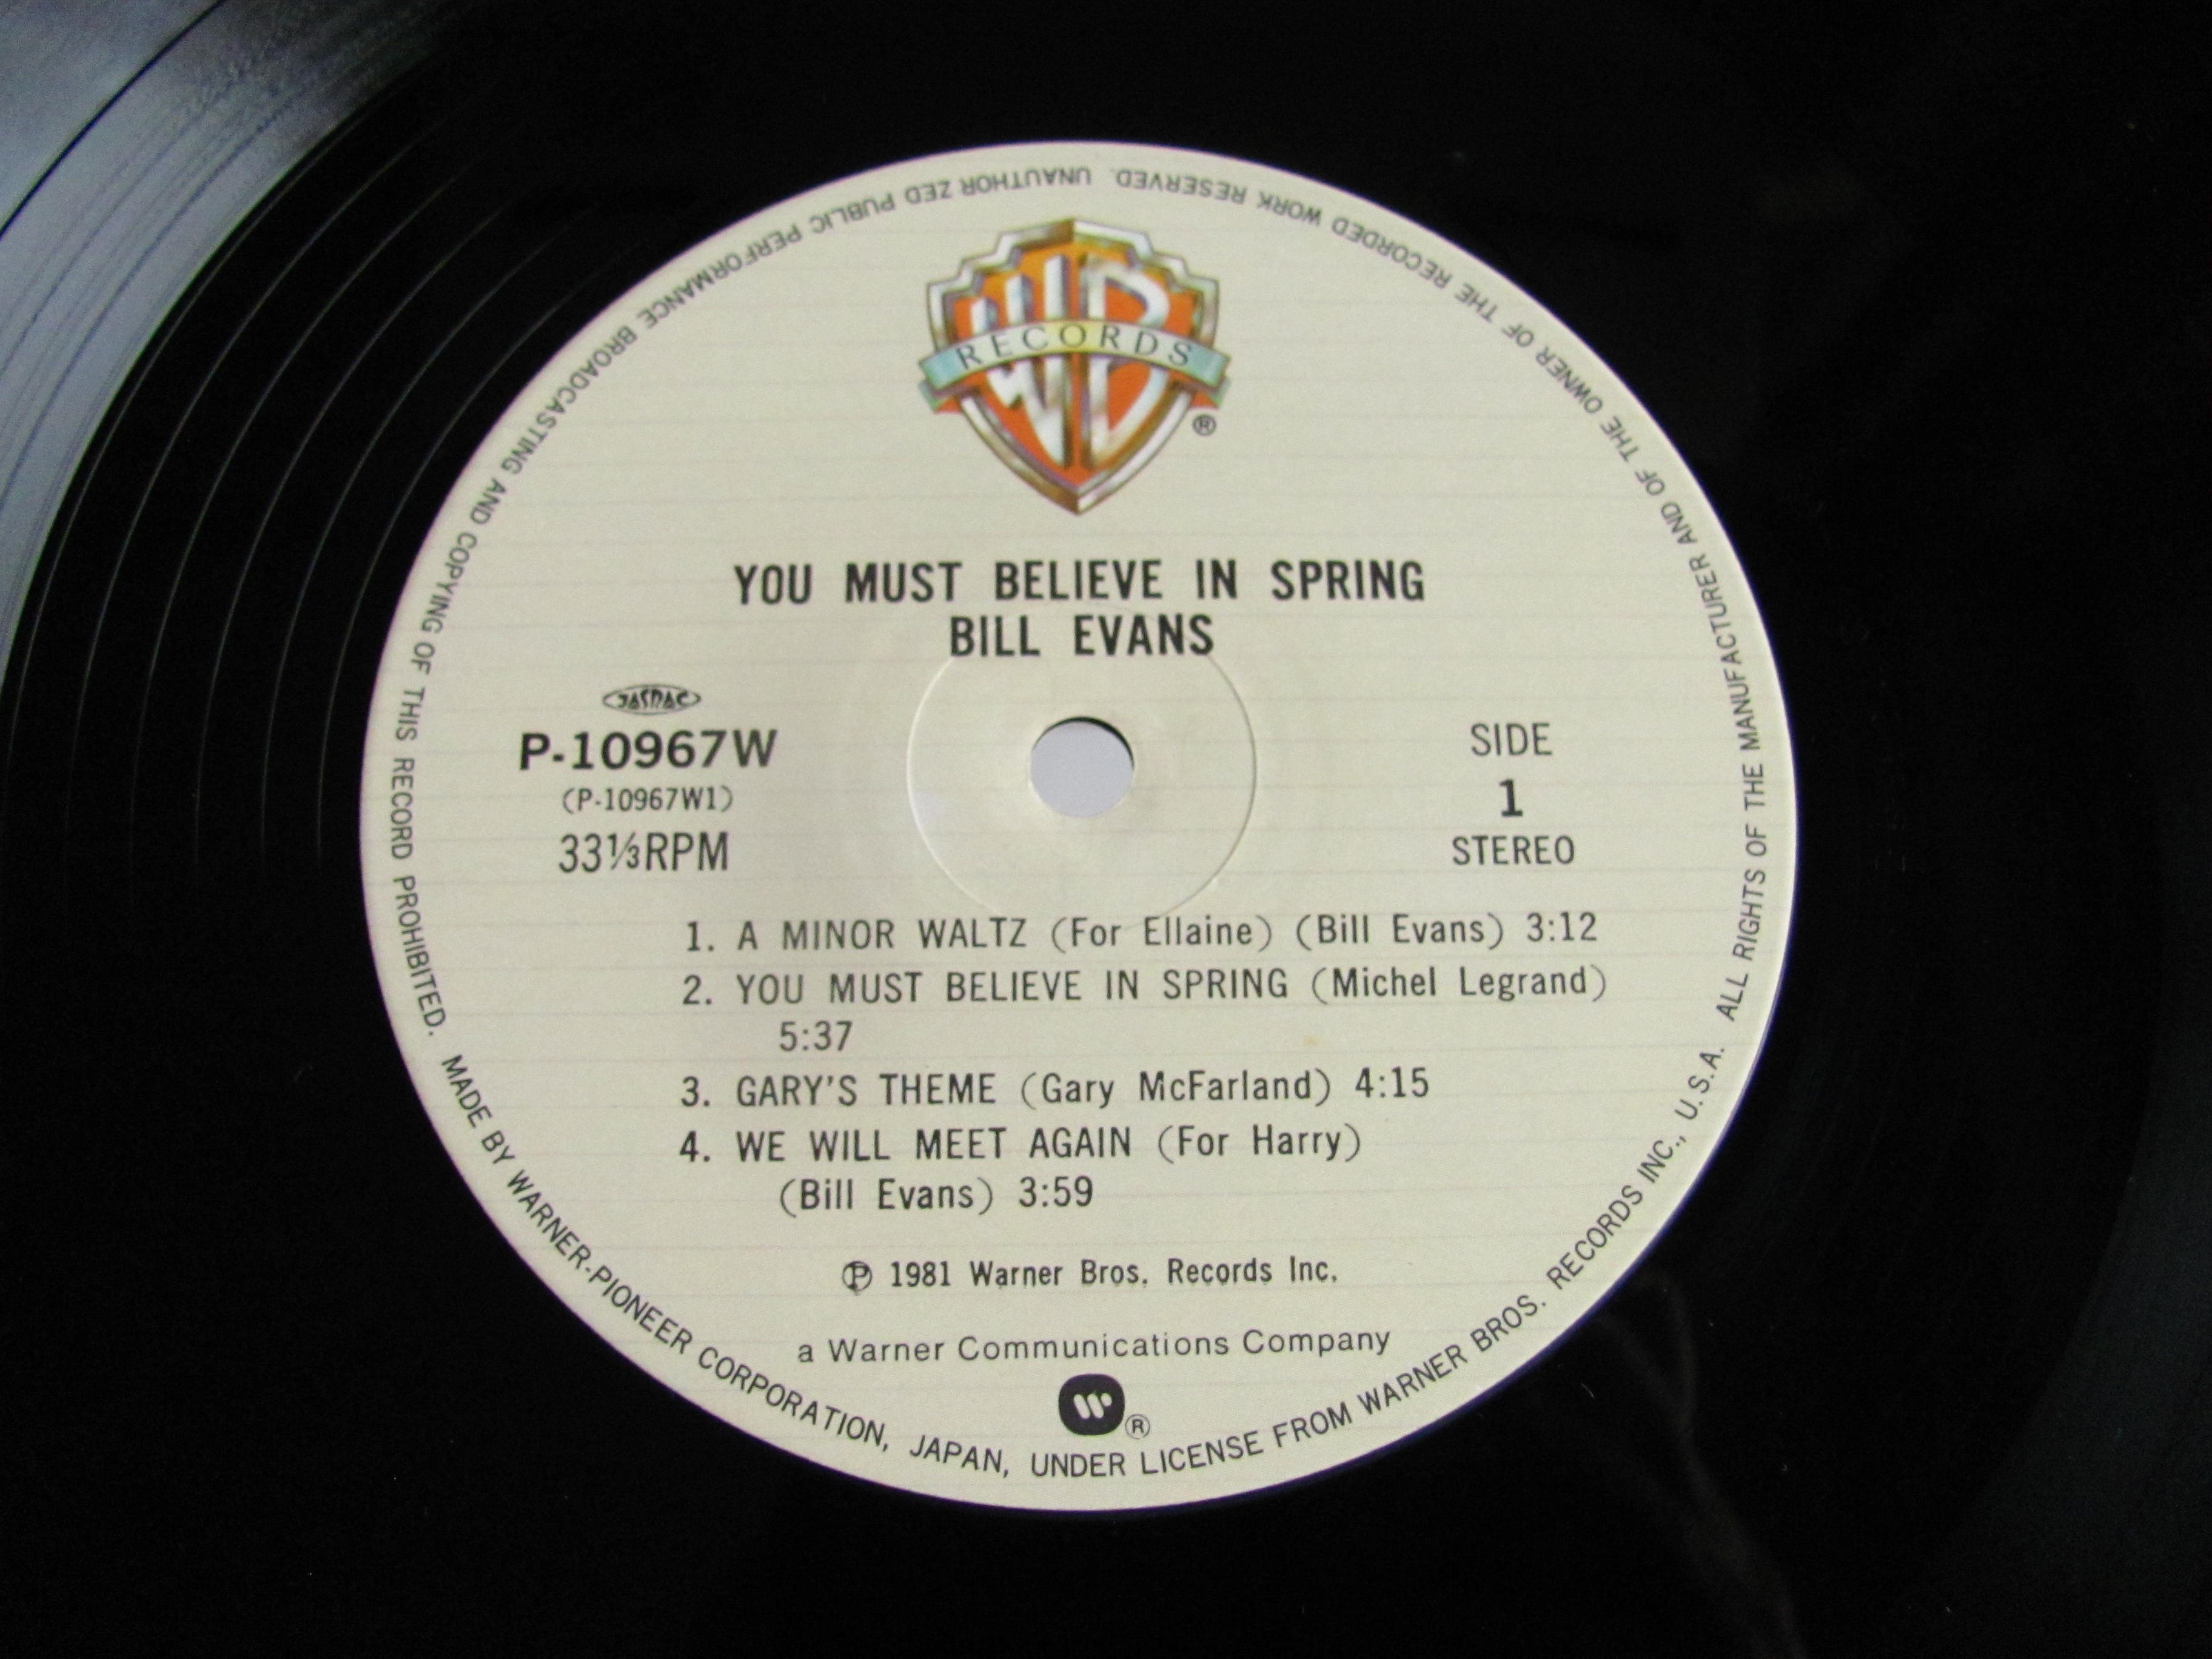 WB
RECORDS
®
YOU MUST BELIEVE IN SPRING
BILL EVANS
JASRAC
P-10967W
(P-10967W1)
33⅓RPM
SIDE
1
STEREO
1. A MINOR WALTZ (For Ellaine) (Bill Evans) 3:12
2. YOU MUST BELIEVE IN SPRING (Michel Legrand)
5:37
3. GARY'S THEME (Gary McFarland) 4:15
4. WE WILL MEET AGAIN (For Harry)
(Bill Evans) 3:59
Ⓟ 1981 Warner Bros. Records Inc.
a Warner Communications Company
W®
MADE BY WARNER-PIONEER CORPORATION, JAPAN, UNDER LICENSE FROM WARNER BROS. RECORDS INC., U.S.A. ALL RIGHTS OF THE MANUFACTURER AND OF THE OWNER OF THE RECORDED WORK RESERVED. UNAUTHOR ZED PUBLIC PERFORMANCE BROADCASTING AND COPYING OF THIS RECORD PROHIBITED.